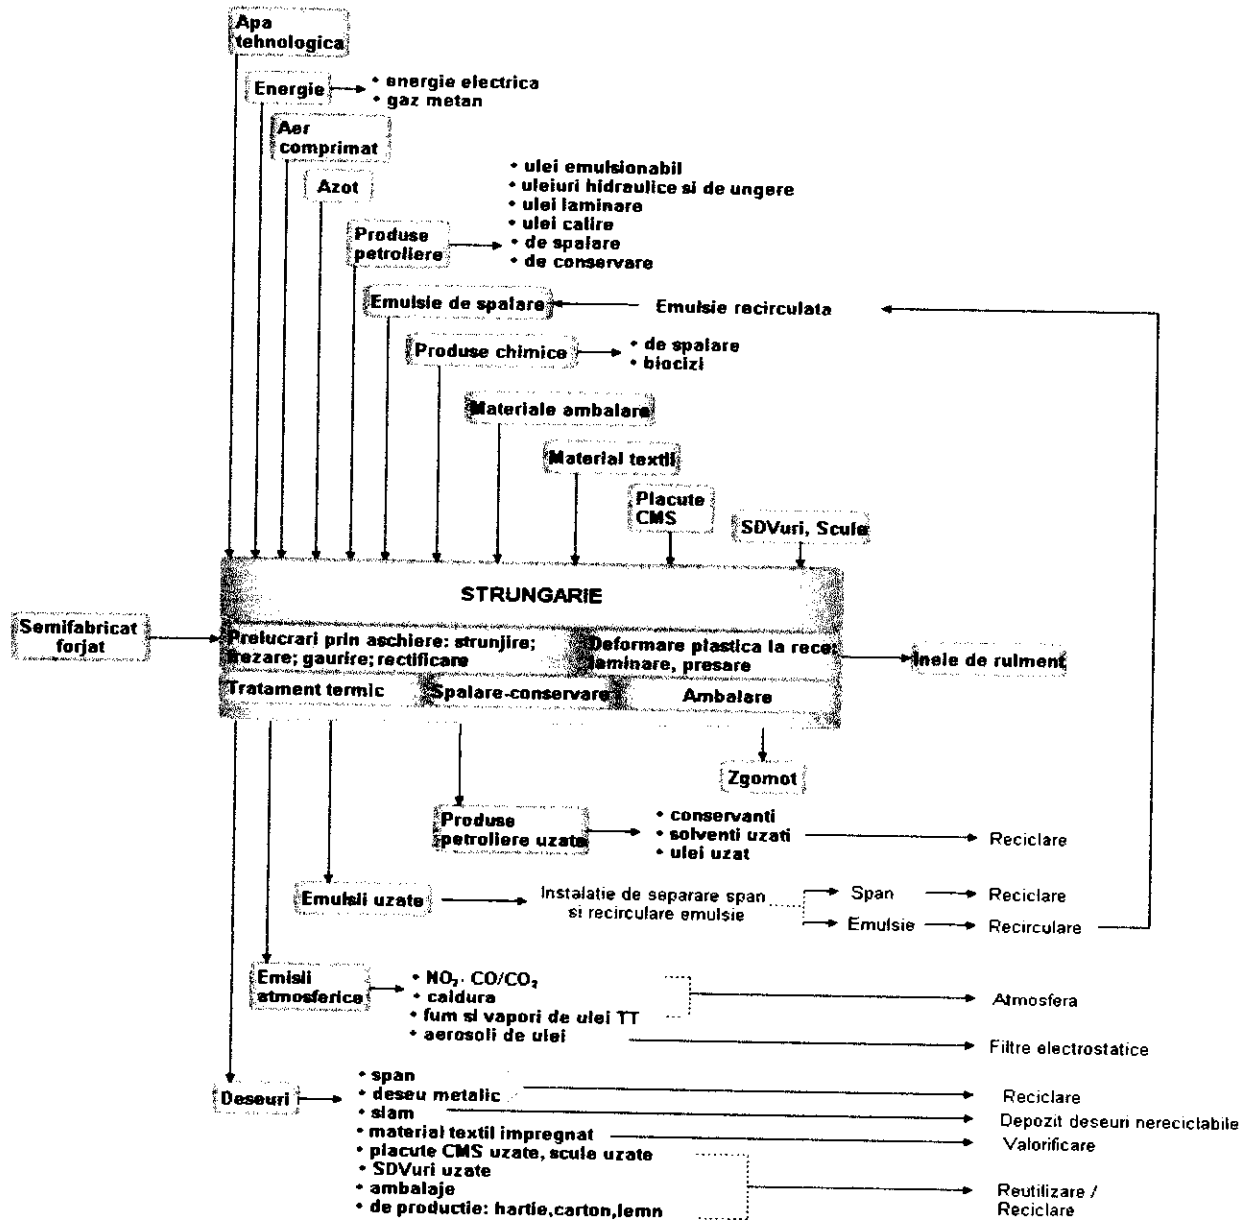 Apa
tehnologica
Energie
• energie electrica
• gaz metan
Aer
comprimat
Azot
• ulei emulsionabil
• uleiuri hidraulice si de ungere
• ulei laminare
• ulei calire
• de spalare
• de conservare
Produse
petroliere
Emulsie de spalare
Emulsie recirculata
Produse chimice
• de spalare
• biocizi
Materiale ambalare
Material textil
Placute
CMS
SDVuri, Scule
STRUNGARIE
Semifabricat
forjat
Prelucrari prin aschiere: strunjire;
frezare; gaurire; rectificare
Deformare plastica la rece:
laminare, presare
Inele de rulment
Tratament termic
Spalare-conservare
Ambalare
Zgomot
Produse
petroliere uzate
• conservanti
• solventi uzati
• ulei uzat
Reciclare
Emulsii uzate
Instalatie de separare span
si recirculare emulsie
Span
Reciclare
Emulsie
Recirculare
Emisii
atmosferice
• NO₂- CO/CO₂
• caldura
• fum si vapori de ulei TT
• aerosoli de ulei
Atmosfera
Filtre electrostatice
Deseuri
• span
• deseu metalic
• slam
• material textil impregnat
• placute CMS uzate, scule uzate
• SDVuri uzate
• ambalaje
• de productie: hartie,carton,lemn
Reciclare
Depozit deseuri nereciclabile
Valorificare
Reutilizare /
Reciclare